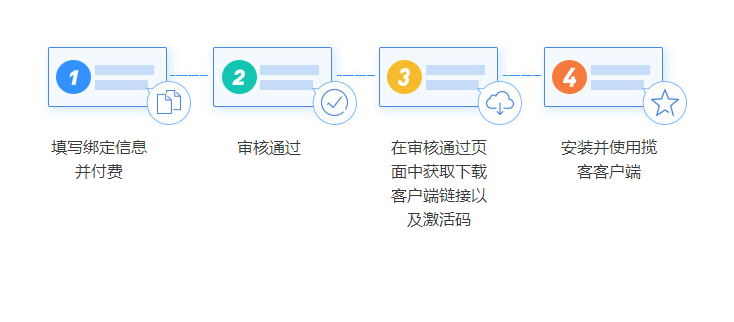 1
2
3
4
填写绑定信息
并付费
审核通过
在审核通过页
面中获取下载
客户端链接以
及激活码
安装并使用揽
客客户端